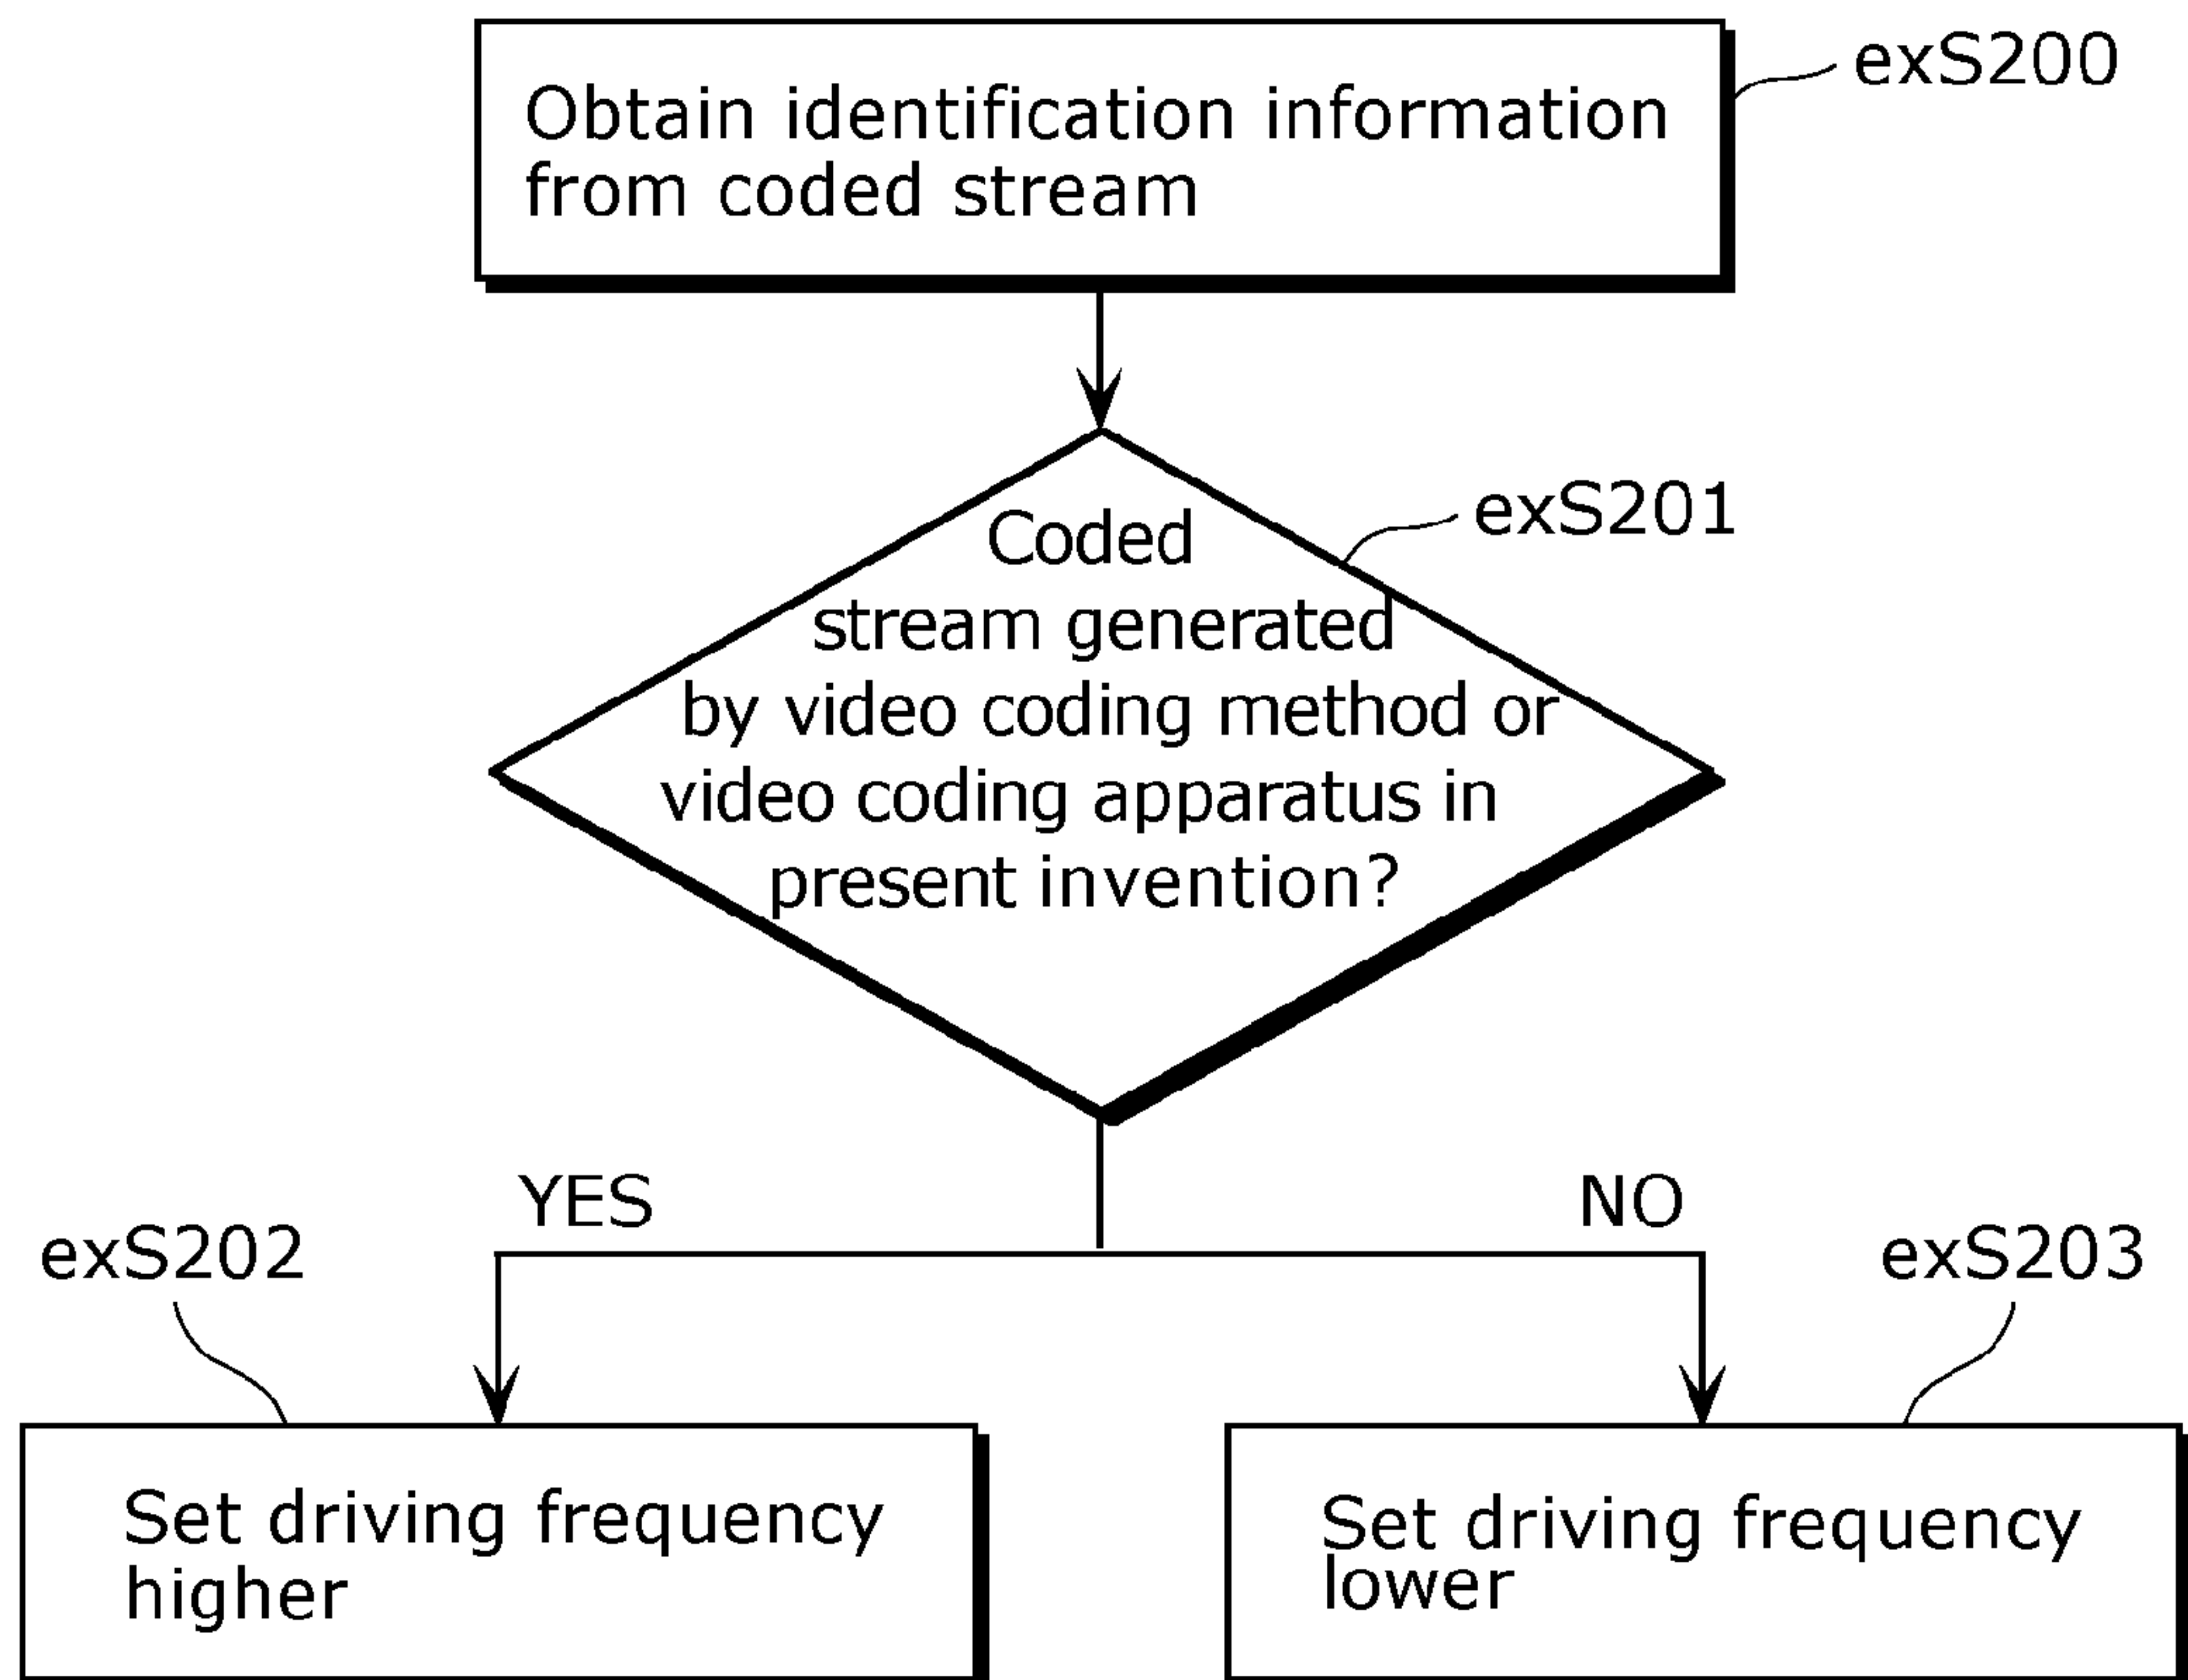 exS200
Obtain identification information
from coded stream
exS201
Coded
stream generated
by video coding method or
video coding apparatus in
present invention?
YES
NO
exS202
exS203
Set driving frequency
higher
Set driving frequency
lower